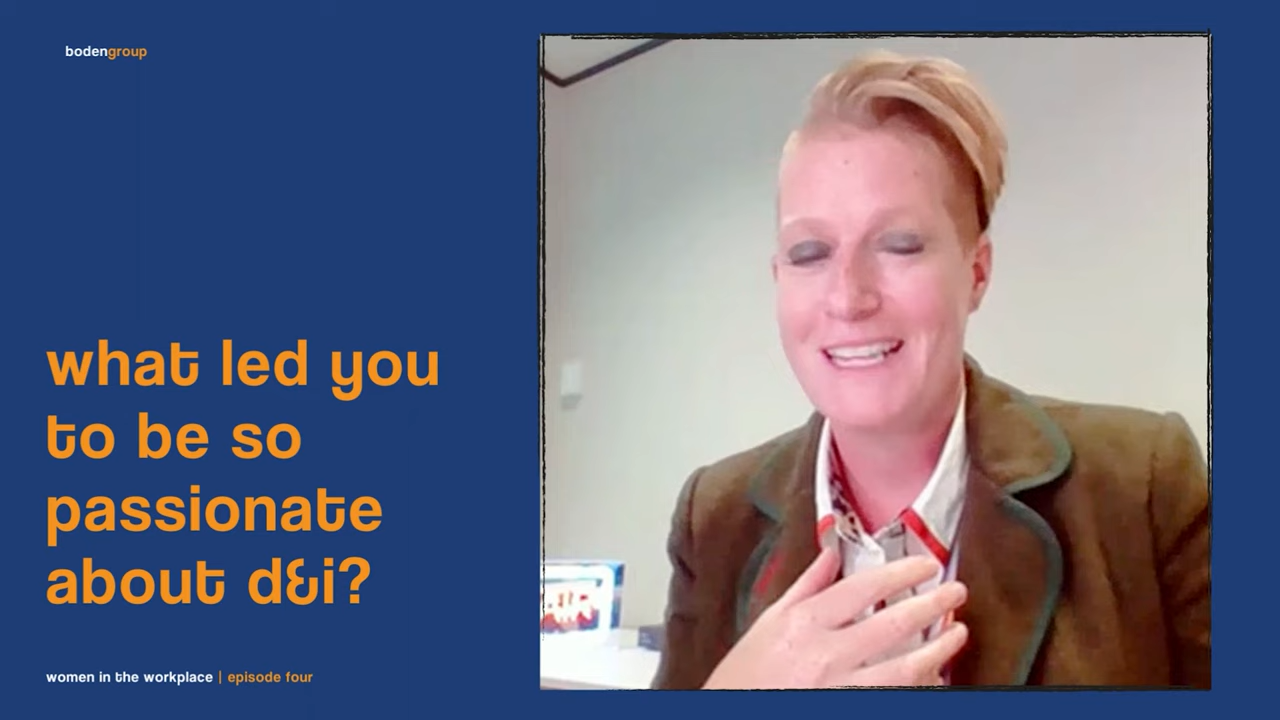 bodengroup
what led you
to be so
passionate
about d&i?
women in the workplace | episode four